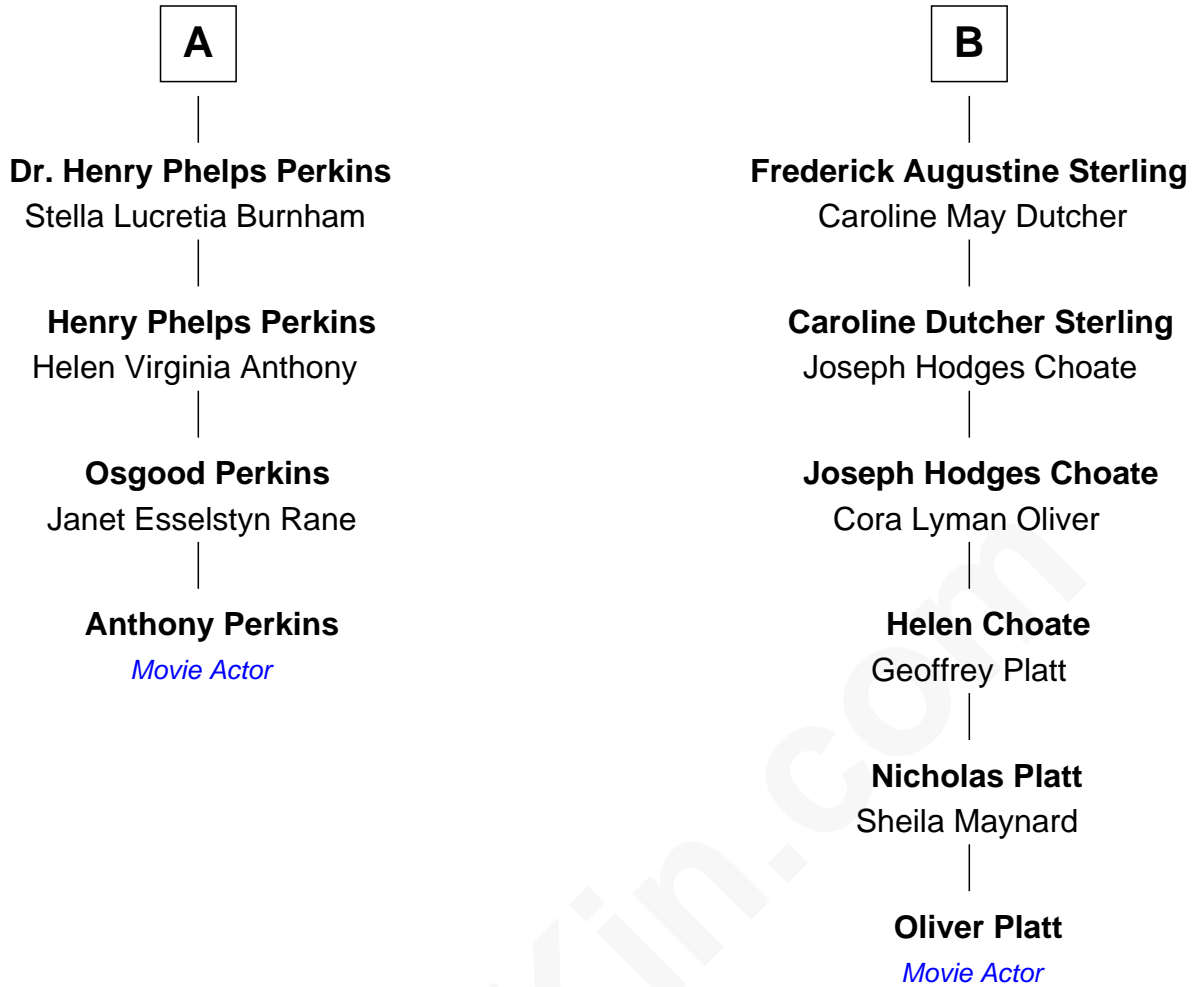 A
Dr. Henry Phelps Perkins
Stella Lucretia Burnham
Henry Phelps Perkins
Helen Virginia Anthony
Osgood Perkins
Janet Esselstyn Rane
Anthony Perkins
Movie Actor
B
Frederick Augustine Sterling
Caroline May Dutcher
Caroline Dutcher Sterling
Joseph Hodges Choate
Joseph Hodges Choate
Cora Lyman Oliver
Helen Choate
Geoffrey Platt
Nicholas Platt
Sheila Maynard
Oliver Platt
Movie Actor
Kin.com